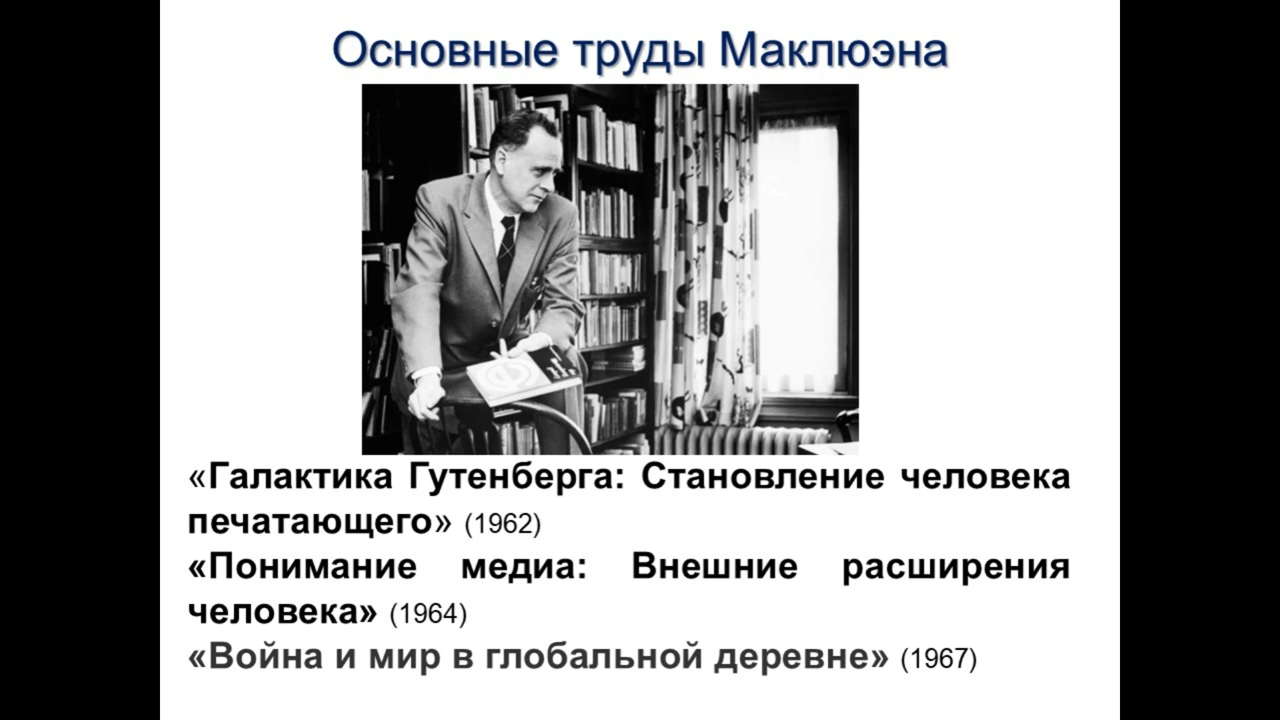 Основные труды Маклюэна
«Галактика Гутенберга: Становление человека
печатающего» (1962)
«Понимание медиа: Внешние расширения
человека» (1964)
«Война и мир в глобальной деревне» (1967)